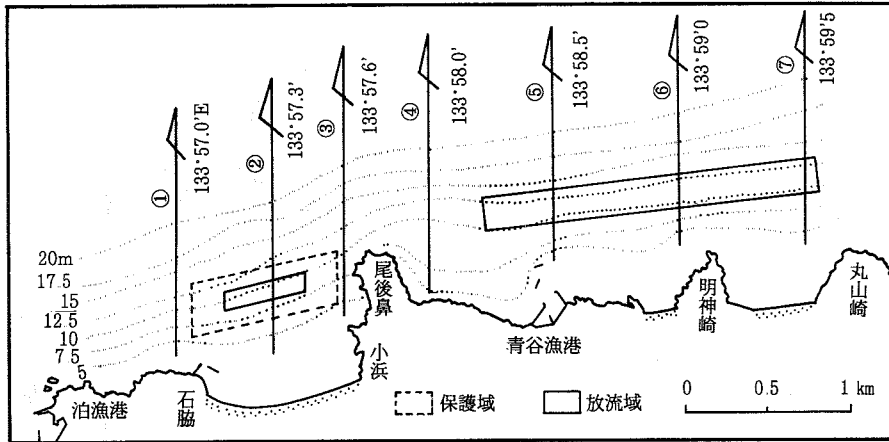 ①
133°57.0'E
②
133°57.3'
③
133°57.6'
④
133°58.0'
⑤
133°58.5'
⑥
133°59'0
⑦
133°59'5
20m
17.5
15
12.5
10
7.5
5
泊漁港
石脇
小浜
尾後鼻
青谷漁港
明神崎
丸山崎
保護域
放流域
0 0.5 1 km